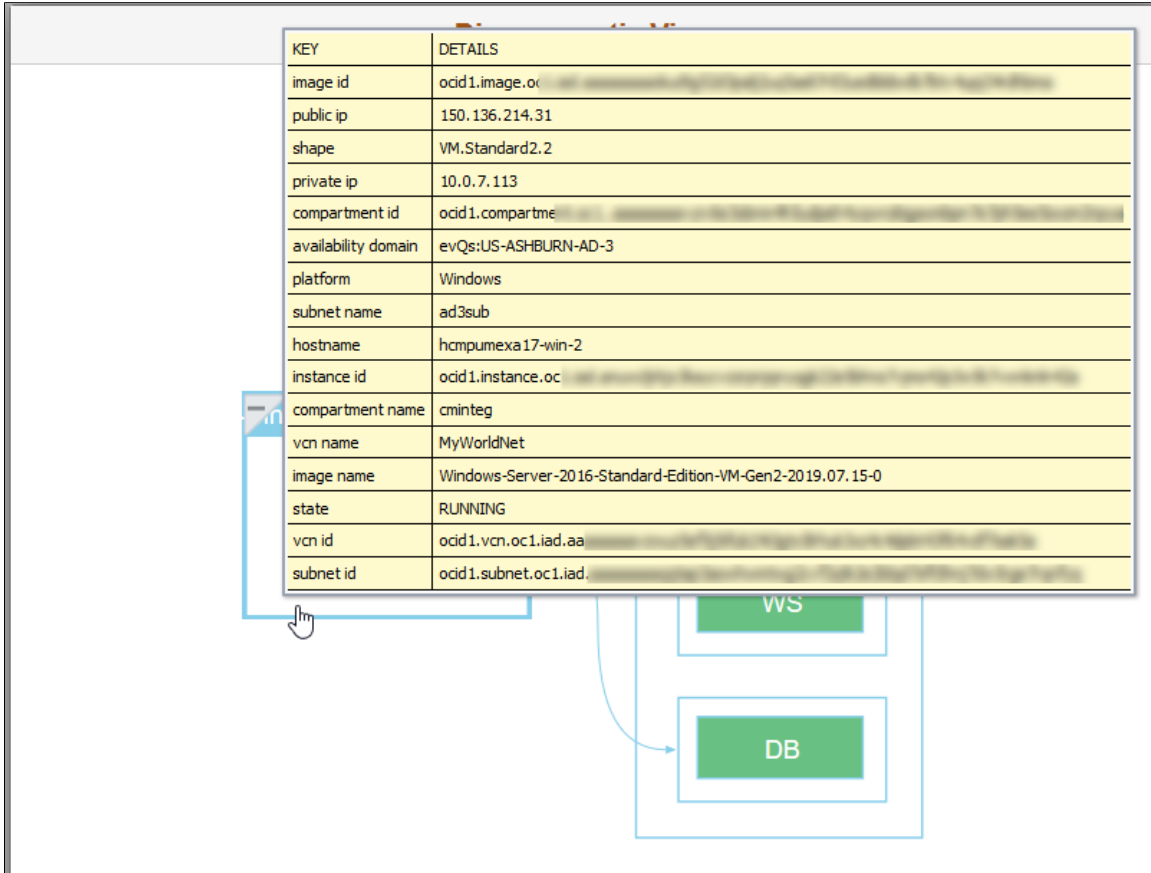 KEY DETAILS
image id ocid1.image.oc
public ip 150.136.214.31
shape VM.Standard2.2
private ip 10.0.7.113
compartment id ocid1.compartme
availability domain evQs:US-ASHBURN-AD-3
platform Windows
subnet name ad3sub
hostname hcmpumexa17-win-2
instance id ocid1.instance.oc
compartment name cminteg
vcn name MyWorldNet
image name Windows-Server-2016-Standard-Edition-VM-Gen2-2019.07.15-0
state RUNNING
vcn id ocid1.vcn.oc1.iad.aa
subnet id ocid1.subnet.oc1.iad.
WS
DB